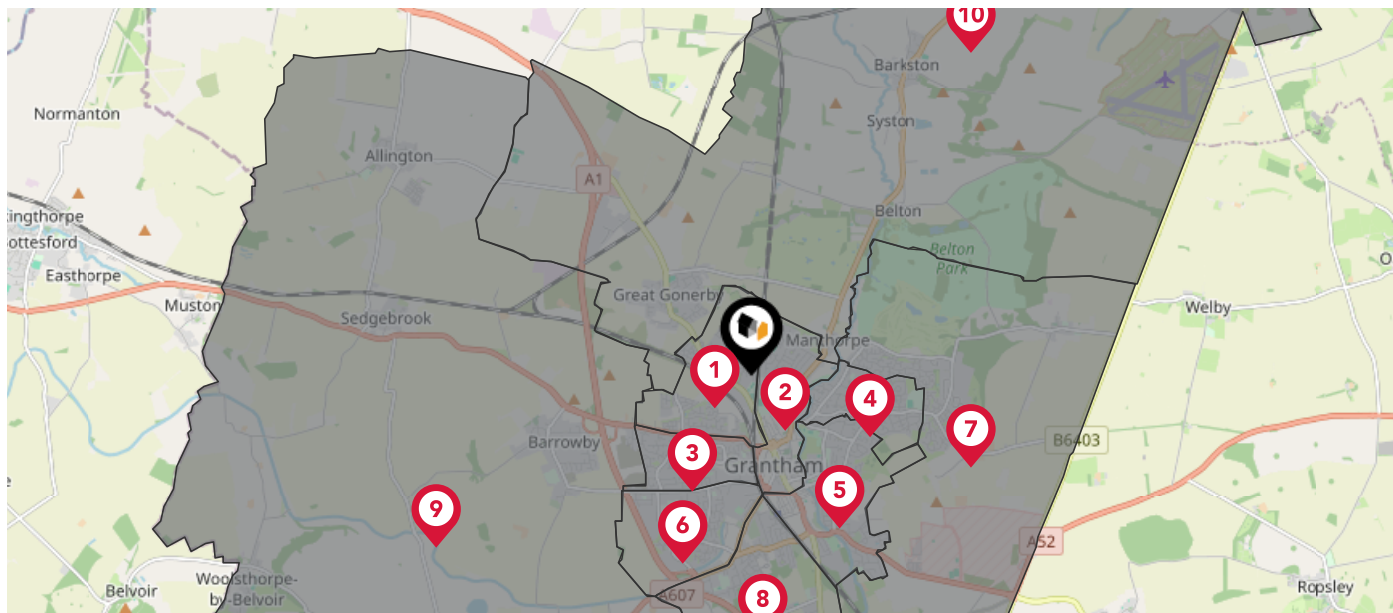 10
Barkston
Normanton
Syston
Allington
A1
Belton
Belton
Park
ingthorpe
ottesford
Easthorpe
Muston
Great Gonerby
Sedgebrook
Welby
O
Manthorpe
1
2
4
7
B6403
Barrowby
3
Grantham
5
9
6
A52
Woolsthorpe-
by-Belvoir
Belvoir
A607
8
Ropsley
e